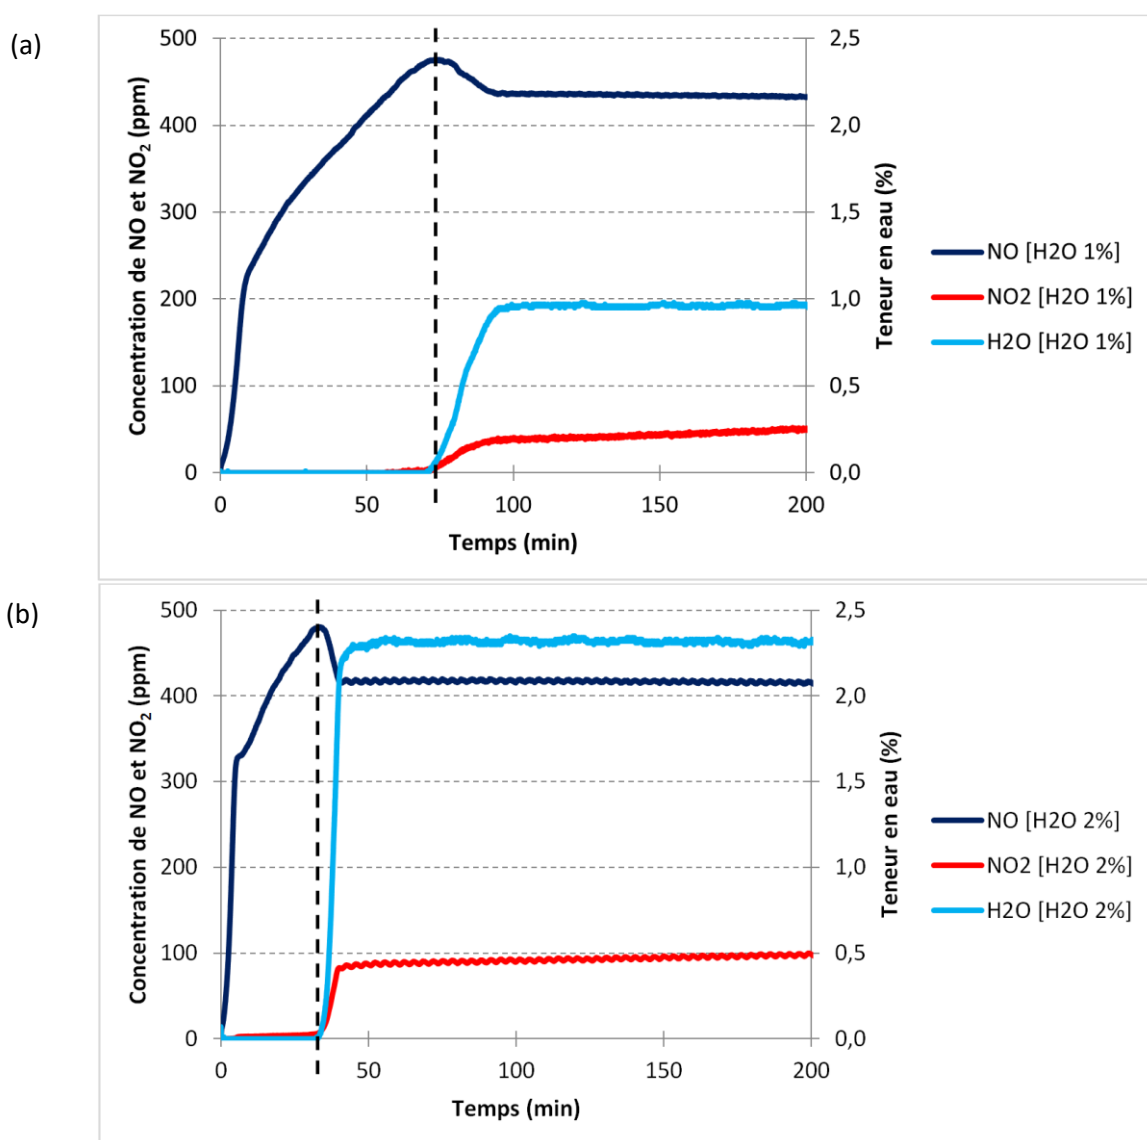 (a)
Concentration de NO et NO₂ (ppm)
500
400
300
200
100
0
2,5
2,0
1,5
1,0
0,5
0,0
Teneur en eau (%)
0 50 100 150 200
Temps (min)
NO [H2O 1%]
NO2 [H2O 1%]
H2O [H2O 1%]
(b)
Concentration de NO et NO₂ (ppm)
500
400
300
200
100
0
2,5
2,0
1,5
1,0
0,5
0,0
Teneur en eau (%)
0 50 100 150 200
Temps (min)
NO [H2O 2%]
NO2 [H2O 2%]
H2O [H2O 2%]